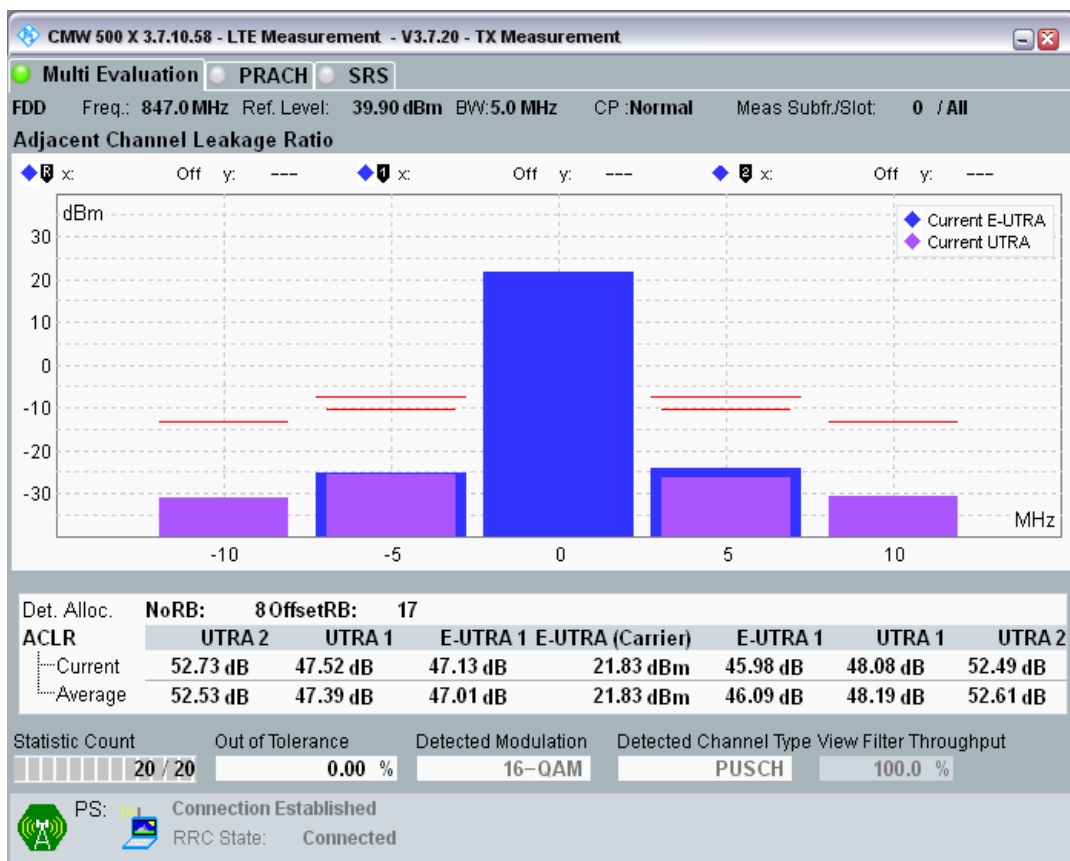 CMW 500 X 3.7.10.58 - LTE Measurement - V3.7.20 - TX Measurement
Multi Evaluation PRACH SRS
FDD Freq.: 847.0 MHz Ref. Level: 39.90 dBm BW:5.0 MHz CP :Normal Meas Subfr./Slot: 0 / All
Adjacent Channel Leakage Ratio
R x: Off y: --- 1 x: Off y: --- 2 x: Off y: ---
dBm
Current E-UTRA
Current UTRA
30
20
10
0
-10
-20
-30
MHz
-10 -5 0 5 10
Det. Alloc. NoRB: 8 OffsetRB: 17
ACLR UTRA 2 UTRA 1 E-UTRA 1 E-UTRA (Carrier) E-UTRA 1 UTRA 1 UTRA 2
Current 52.73 dB 47.52 dB 47.13 dB 21.83 dBm 45.98 dB 48.08 dB 52.49 dB
Average 52.53 dB 47.39 dB 47.01 dB 21.83 dBm 46.09 dB 48.19 dB 52.61 dB
Statistic Count Out of Tolerance Detected Modulation Detected Channel Type View Filter Throughput
20 / 20 0.00 % 16-QAM PUSCH 100.0 %
PS: Connection Established
RRC State: Connected